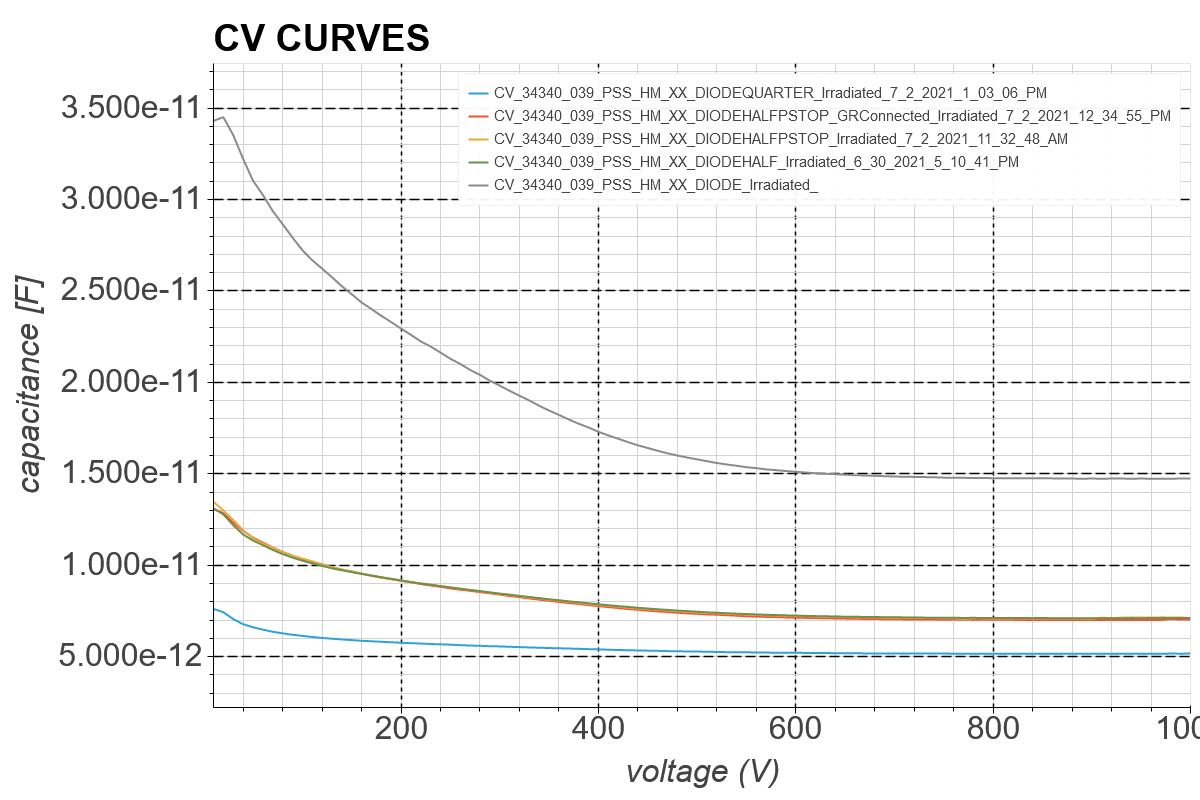 CV CURVES
3.500e-11
3.000e-11
2.500e-11
2.000e-11
1.500e-11
1.000e-11
5.000e-12
capacitance [F]
CV_34340_039_PSS_HM_XX_DIODEQUARTER_Irradiated_7_2_2021_1_03_06_PM
CV_34340_039_PSS_HM_XX_DIODEHALFPSTOP_GRConnected_Irradiated_7_2_2021_12_34_55_PM
CV_34340_039_PSS_HM_XX_DIODEHALFPSTOP_Irradiated_7_2_2021_11_32_48_AM
CV_34340_039_PSS_HM_XX_DIODEHALF_Irradiated_6_30_2021_5_10_41_PM
CV_34340_039_PSS_HM_XX_DIODE_Irradiated_
200 400 600 800 100
voltage (V)